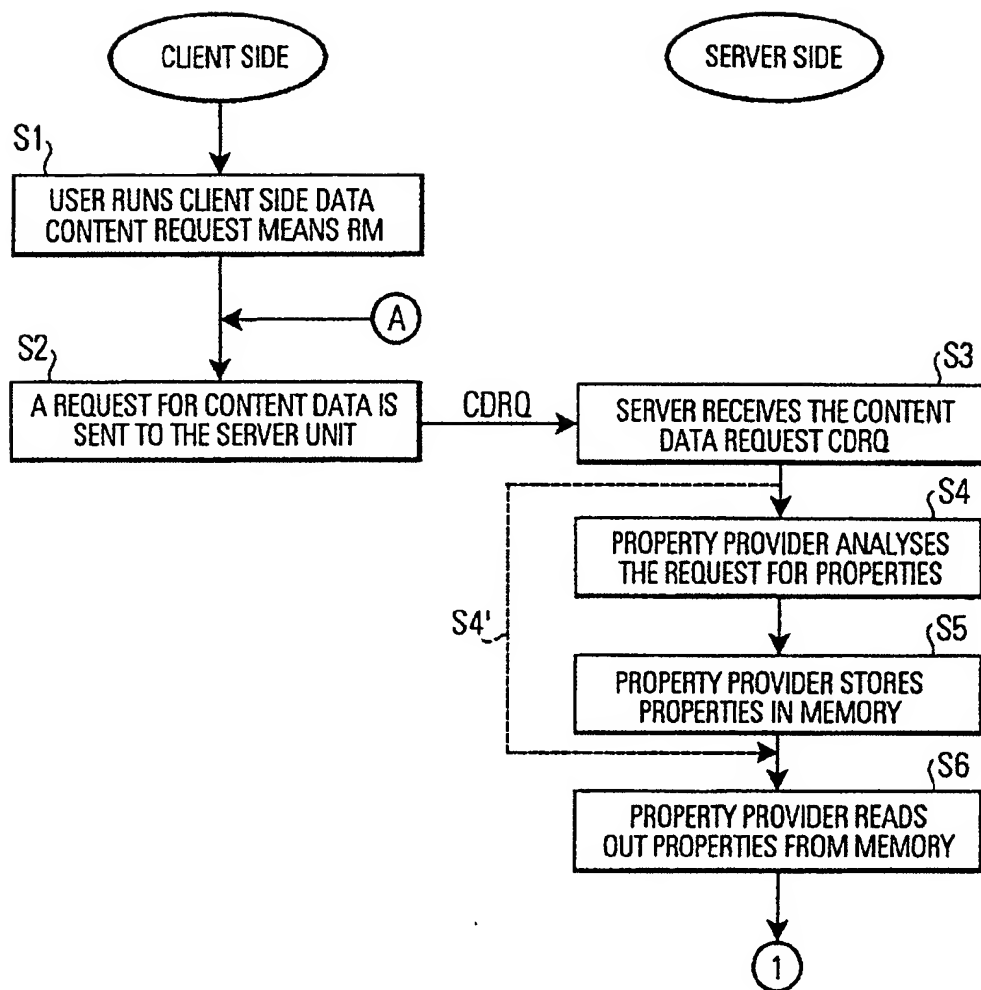 CLIENT SIDE
SERVER SIDE
S1
USER RUNS CLIENT SIDE DATA
CONTENT REQUEST MEANS RM
A
S2
A REQUEST FOR CONTENT DATA IS
SENT TO THE SERVER UNIT
CDRQ
S3
SERVER RECEIVES THE CONTENT
DATA REQUEST CDRQ
S4
PROPERTY PROVIDER ANALYSES
THE REQUEST FOR PROPERTIES
S4'
S5
PROPERTY PROVIDER STORES
PROPERTIES IN MEMORY
S6
PROPERTY PROVIDER READS
OUT PROPERTIES FROM MEMORY
1